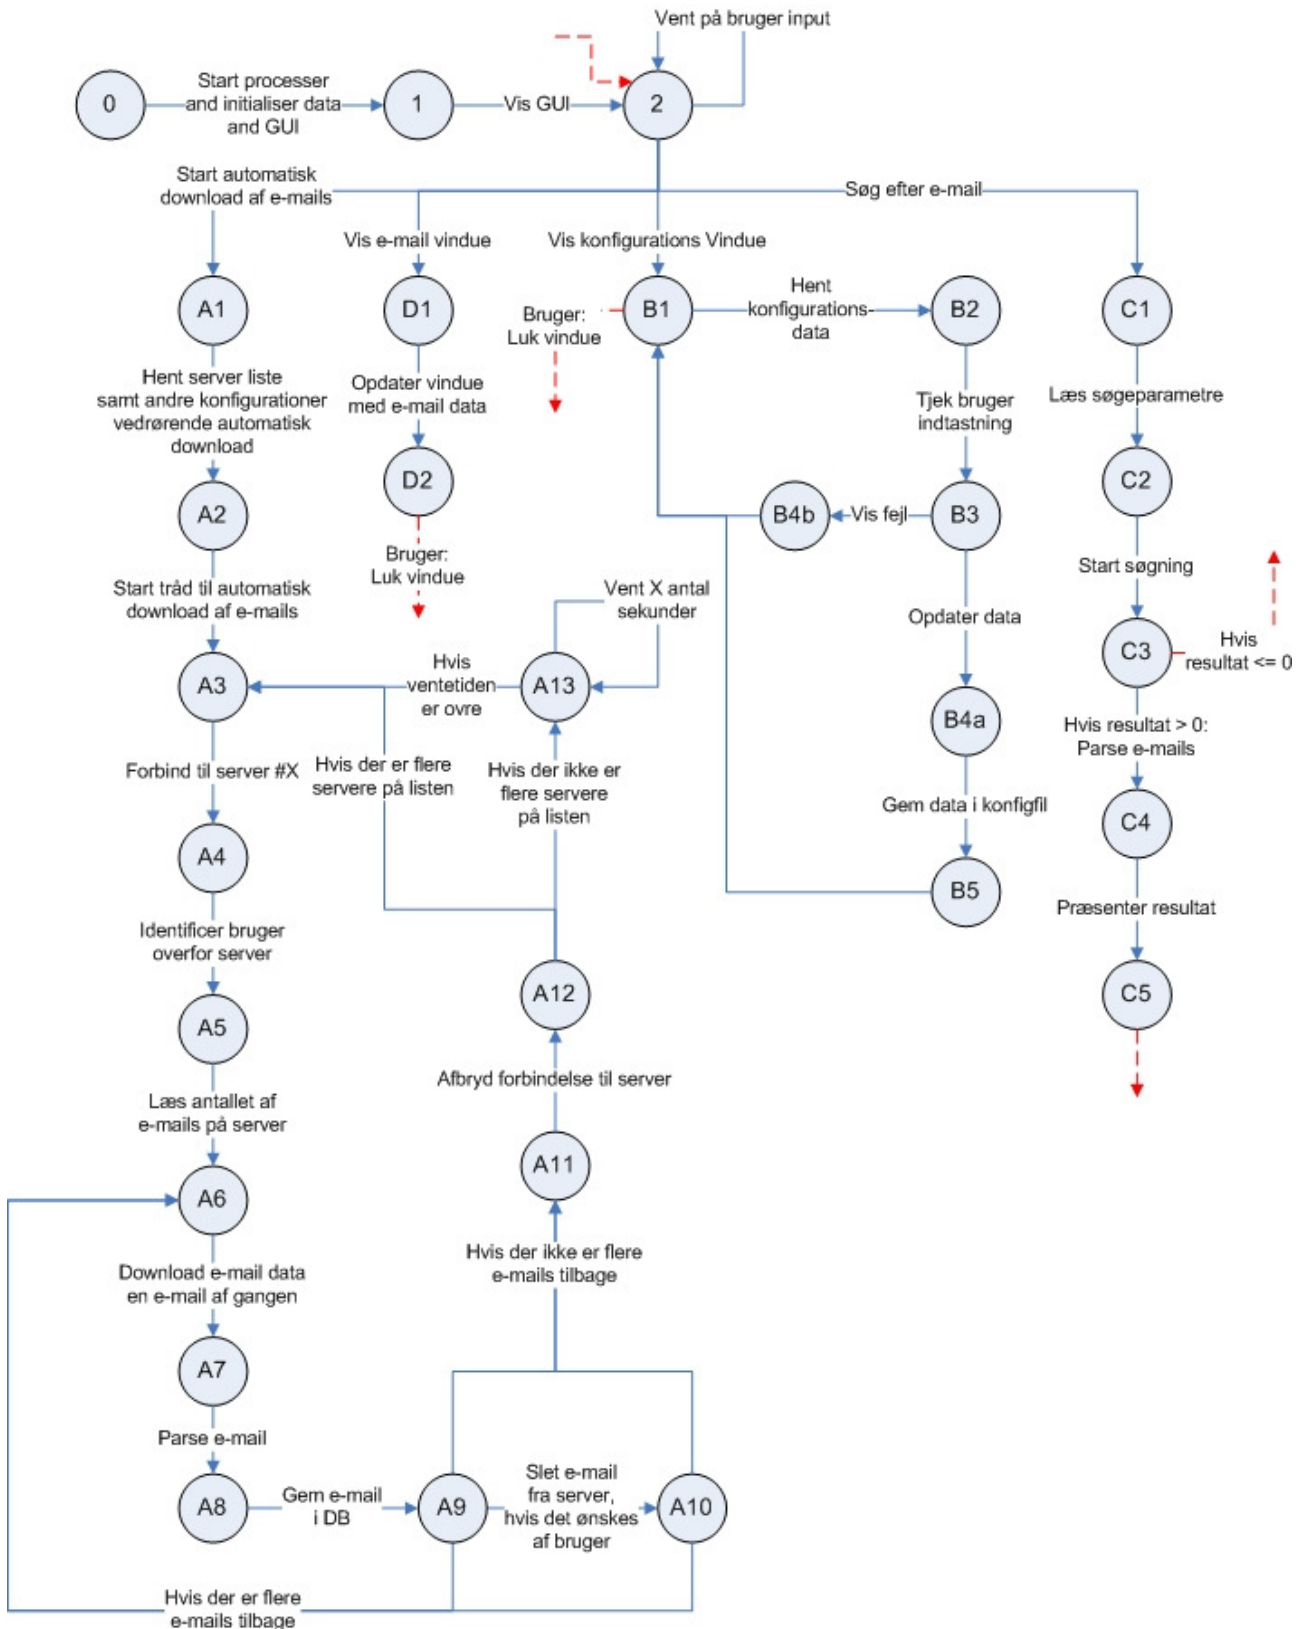 Vent på bruger input
0
Start processer
and initialiser data
and GUI
1
Vis GUI
2
Start automatisk
download af e-mails
Søg efter e-mail
Vis e-mail vindue
Vis konfigurations Vindue
A1
D1
Bruger:
Luk vindue
B1
Hent
konfigurations-
data
B2
C1
Hent server liste
samt andre konfigurationer
vedrørende automatisk
download
Opdater vindue
med e-mail data
Tjek bruger
indtastning
Læs søgeparametre
A2
D2
B4b
Vis fejl
B3
C2
Bruger:
Luk vindue
Start tråd til automatisk
download af e-mails
Vent X antal
sekunder
Opdater data
Start søgning
A3
Hvis
ventetiden
er ovre
A13
B4a
C3
Hvis
resultat <= 0
Forbind til server #X
Hvis der er flere
servere på listen
Hvis der ikke er
flere servere
på listen
Gem data i konfigfil
Hvis resultat > 0:
Parse e-mails
A4
B5
C4
Identificer bruger
overfor server
Præsenter resultat
A5
A12
C5
Læs antallet af
e-mails på server
Afbryd forbindelse til server
A6
A11
Download e-mail data
en e-mail af gangen
Hvis der ikke er flere
e-mails tilbage
A7
Parse e-mail
A8
Gem e-mail
i DB
A9
Slet e-mail
fra server,
hvis det ønskes
af bruger
A10
Hvis der er flere
e-mails tilbage